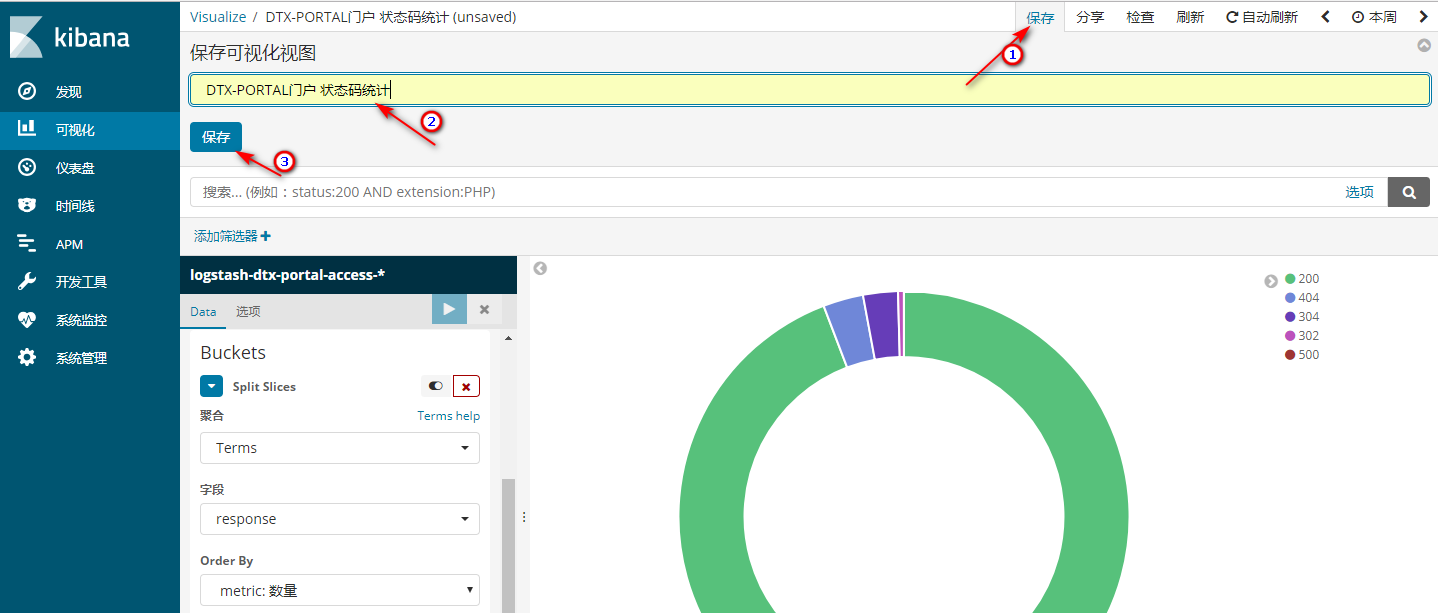 kibana
发现
可视化
仪表盘
时间线
APM
开发工具
系统监控
系统管理
Visualize / DTX-PORTAL门户 状态码统计 (unsaved)
保存 分享 检查 刷新 自动刷新 本周
保存可视化视图
DTX-PORTAL门户 状态码统计
保存
1
2
3
搜索... (例如：status:200 AND extension:PHP)
选项
添加筛选器
logstash-dtx-portal-access-*
Data 选项
Buckets
Split Slices
聚合 Terms help
Terms
字段
response
Order By
metric: 数量
200
404
304
302
500